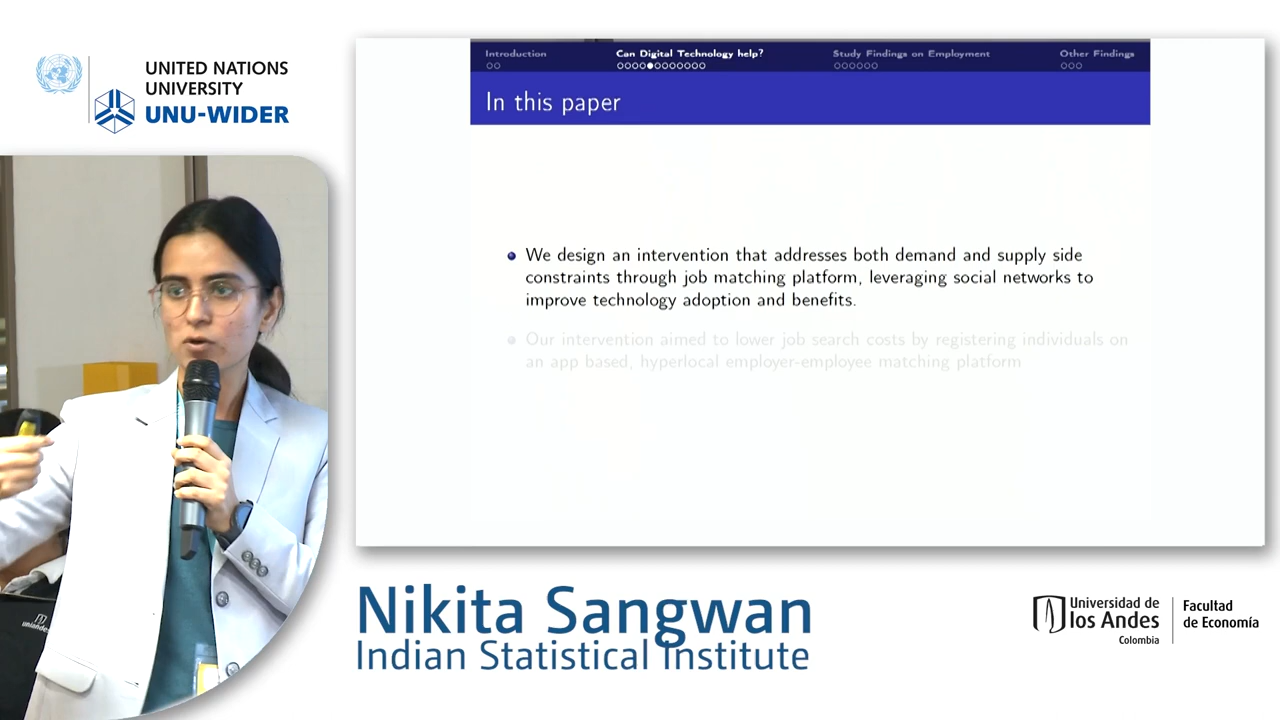 UNITED NATIONS
UNIVERSITY
UNU-WIDER
Introduction
Can Digital Technology help?
Study Findings on Employment
Other Findings
In this paper
We design an intervention that addresses both demand and supply side
constraints through job matching platform, leveraging social networks to
improve technology adoption and benefits.
Our intervention aimed to lower job search costs by registering individuals on
an app based, hyperlocal employer-employee matching platform
Nikita Sangwan
Indian Statistical Institute
Universidad de
los Andes
Colombia
Facultad
de Economía